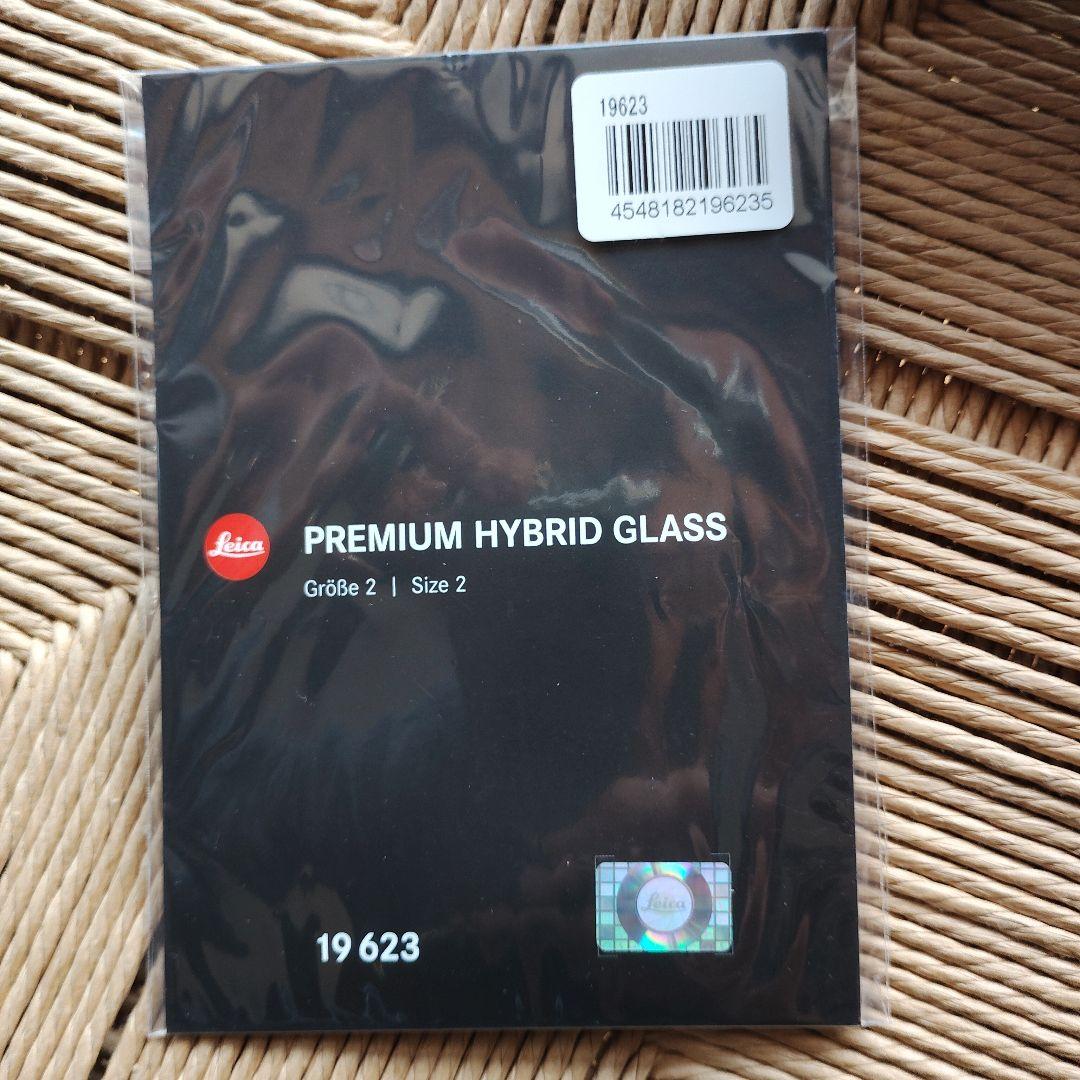 19623
4548182196235
Leica
PREMIUM HYBRID GLASS
Größe 2 | Size 2
Leica
19 623